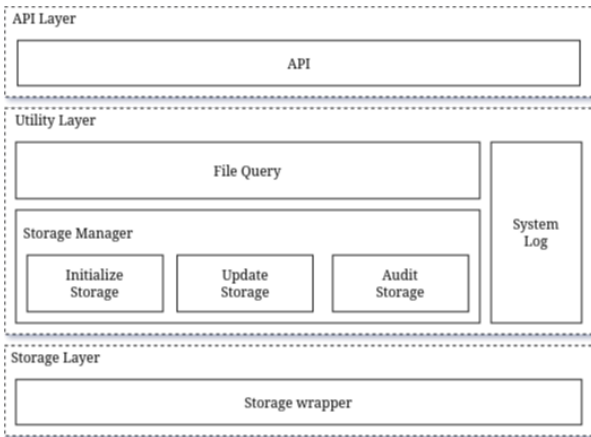 API Layer
API
Utility Layer
File Query
Storage Manager
Initialize
Storage
Update
Storage
Audit
Storage
System
Log
Storage Layer
Storage wrapper